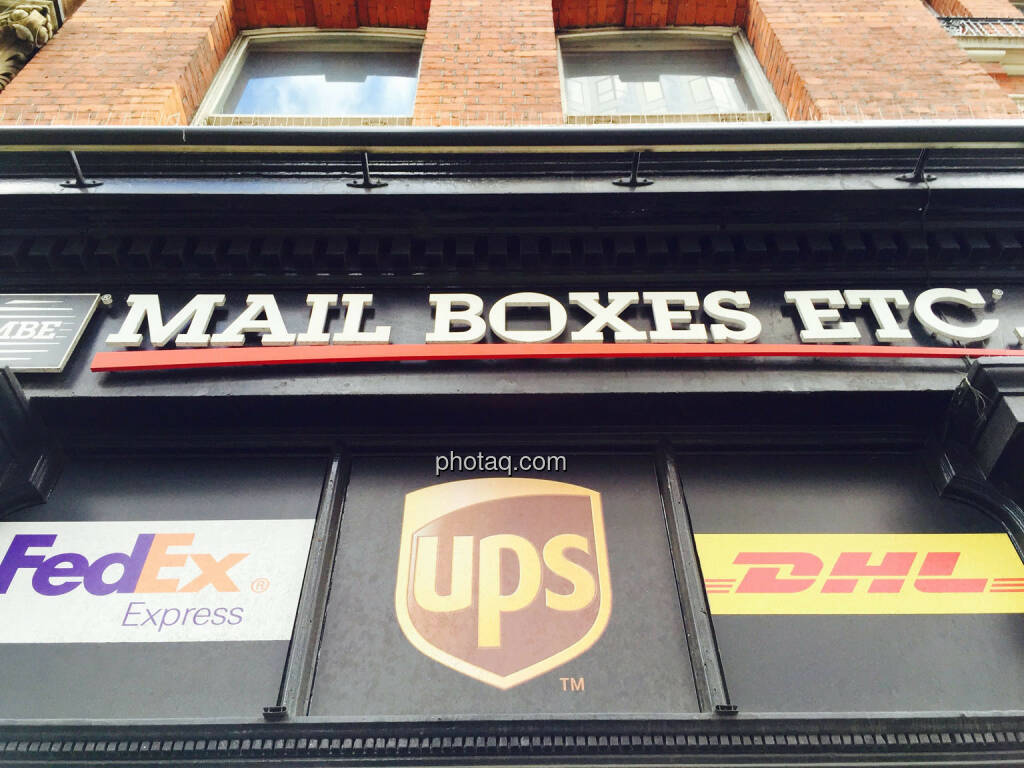 MBE
MAIL BOXES ETC
photaq.com
FedEx®
Express
ups
TM
DHL